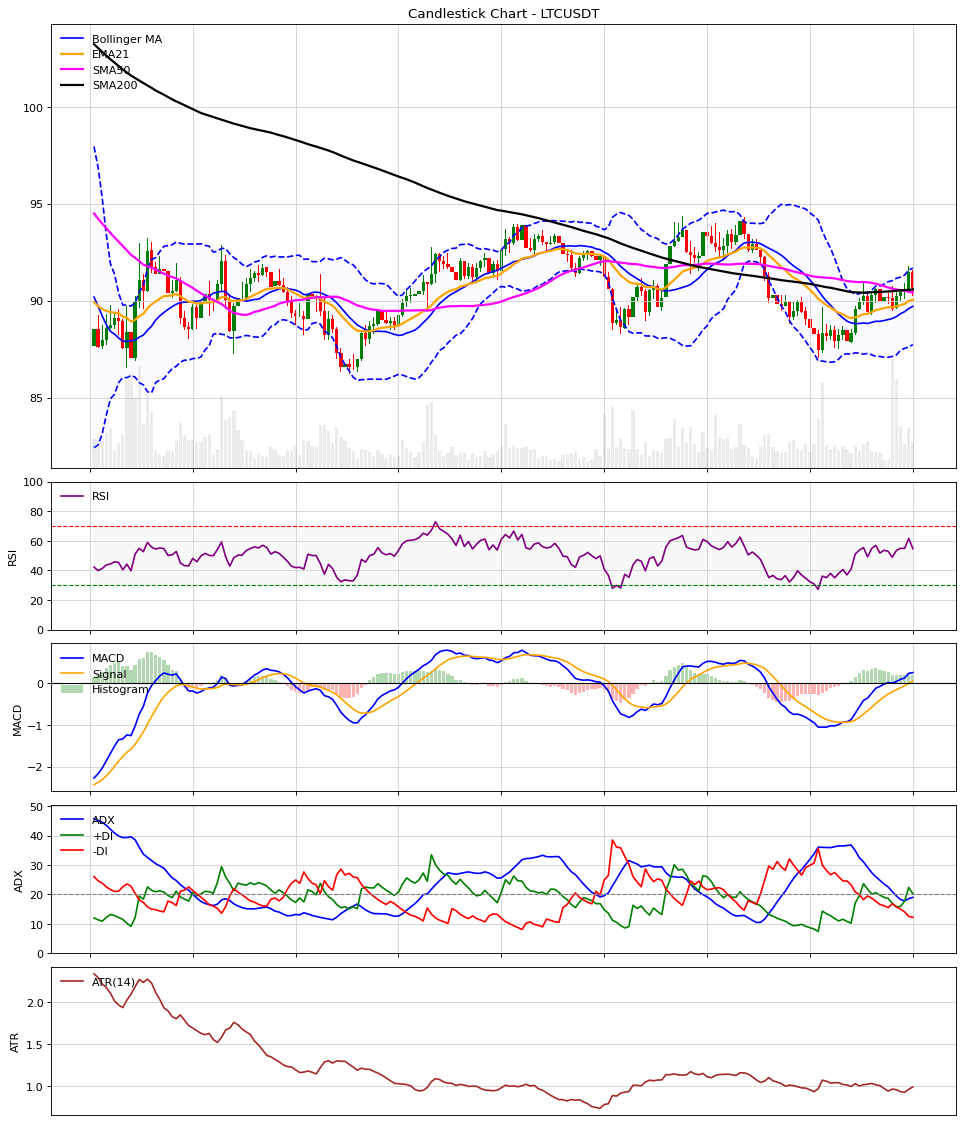 Candlestick Chart - LTCUSDT
Bollinger MA
EMA21
SMA50
SMA200
100
95
90
85
RSI
100
80
60
40
20
0
RSI
MACD
Signal
Histogram
0
−1
−2
MACD
ADX
+DI
-DI
50
40
30
20
10
0
ADX
ATR(14)
2.0
1.5
1.0
ATR